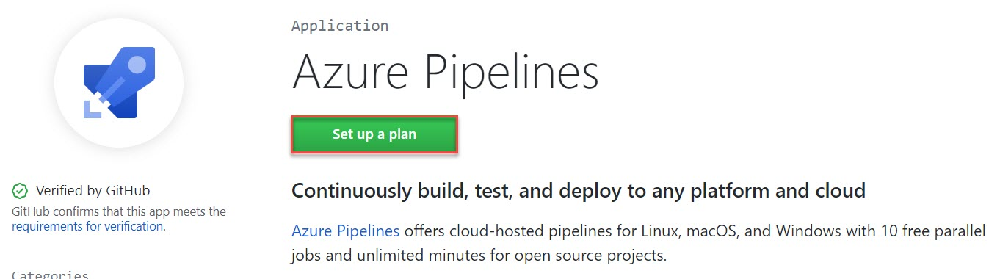 Application
Azure Pipelines
Set up a plan
Verified by GitHub
GitHub confirms that this app meets the
requirements for verification.
Categories
Continuously build, test, and deploy to any platform and cloud
Azure Pipelines offers cloud-hosted pipelines for Linux, macOS, and Windows with 10 free parallel
jobs and unlimited minutes for open source projects.